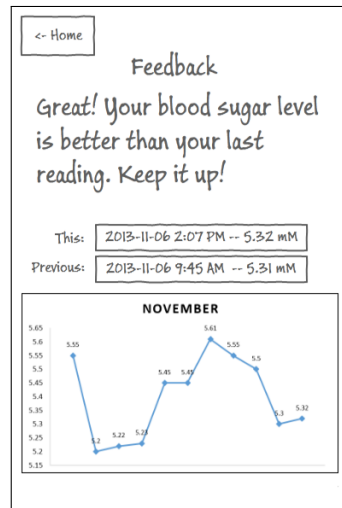 <- Home
Feedback
Great! Your blood sugar level
is better than your last
reading. Keep it up!
This: 2013-11-06 2:07 PM -- 5.32 mM
Previous: 2013-11-06 9:45 AM -- 5.31 mM
NOVEMBER
5.65
5.6
5.55
5.5
5.45
5.4
5.35
5.3
5.25
5.2
5.15
5.55
5.2
5.22
5.23
5.45
5.45
5.61
5.55
5.5
5.3
5.32